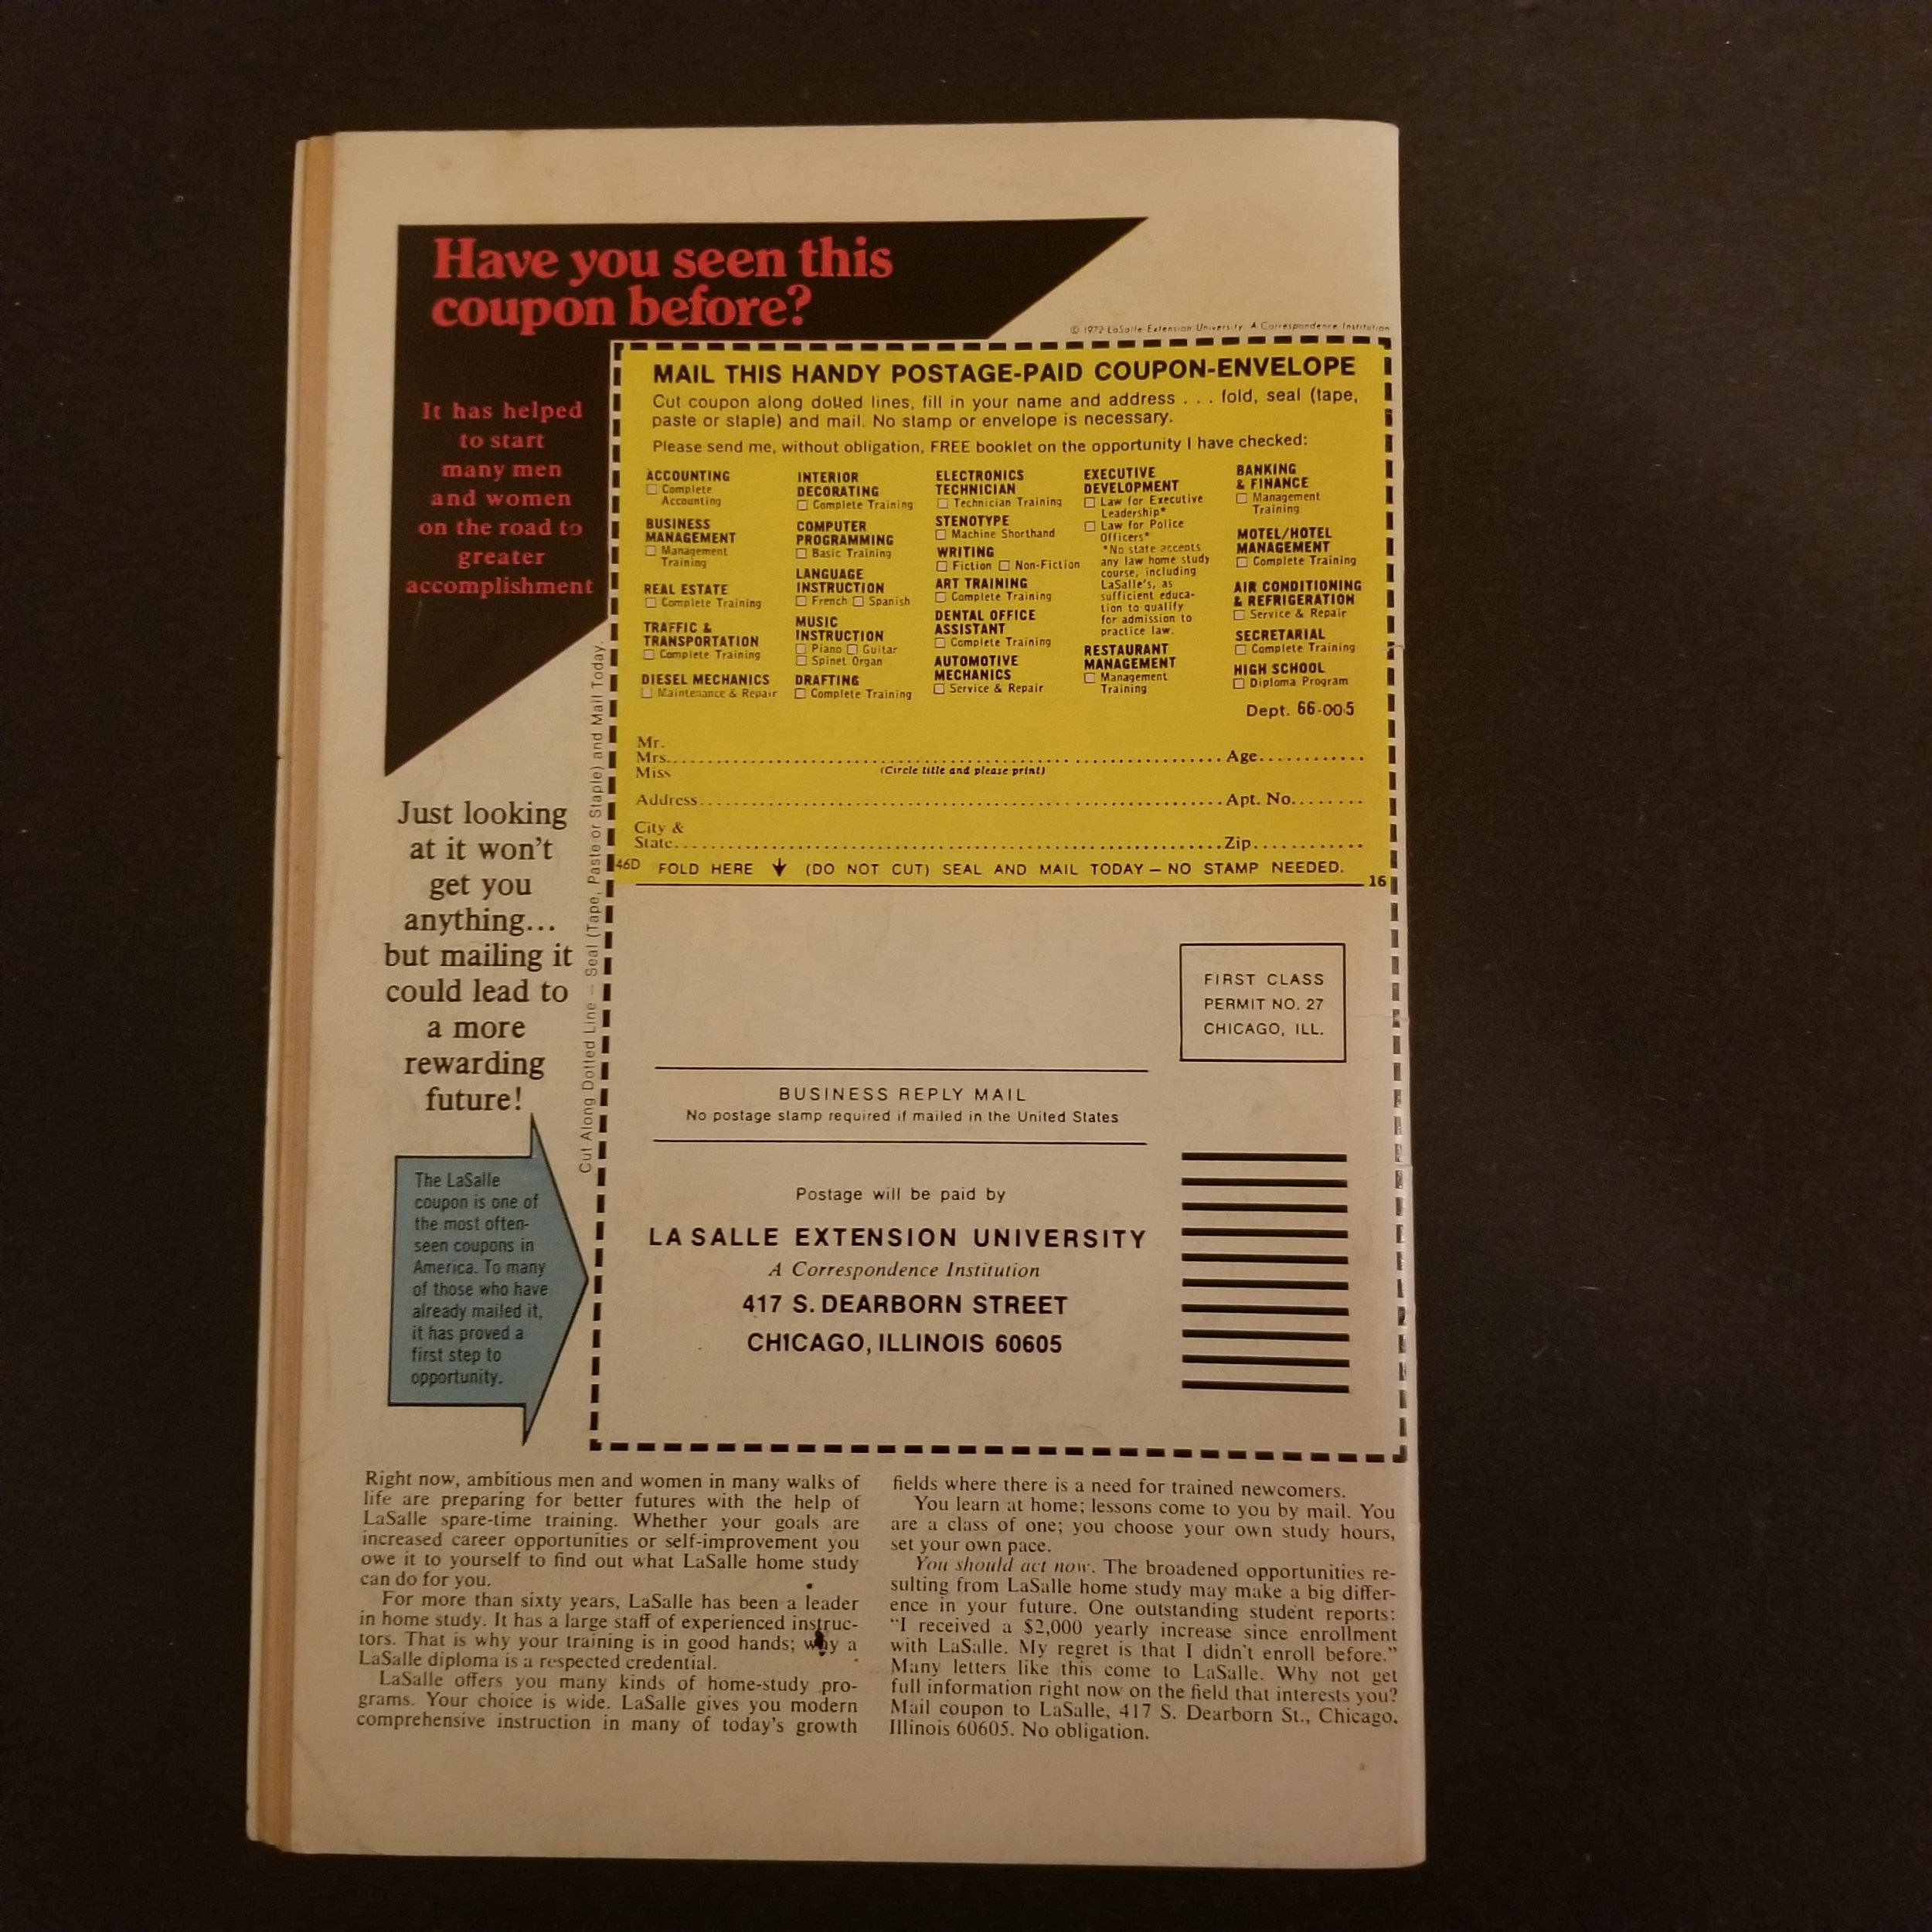 Have you seen this
coupon before?
It has helped
to start
many men
and women
on the road to
greater
accomplishment
© 1972 LaSalle Extension University. A Correspondence Institution
MAIL THIS HANDY POSTAGE-PAID COUPON-ENVELOPE
Cut coupon along dotted lines, fill in your name and address . . . fold, seal (tape,
paste or staple) and mail. No stamp or envelope is necessary.
Please send me, without obligation, FREE booklet on the opportunity I have checked:
ACCOUNTING
Complete
Accounting
BUSINESS
MANAGEMENT
Management
Training
REAL ESTATE
Complete Training
TRAFFIC &
TRANSPORTATION
Complete Training
DIESEL MECHANICS
Maintenance & Repair
INTERIOR
DECORATING
Complete Training
COMPUTER
PROGRAMMING
Basic Training
LANGUAGE
INSTRUCTION
French Spanish
MUSIC
INSTRUCTION
Piano Guitar
Spinet Organ
DRAFTING
Complete Training
ELECTRONICS
TECHNICIAN
Technician Training
STENOTYPE
Machine Shorthand
WRITING
Fiction Non-Fiction
ART TRAINING
Complete Training
DENTAL OFFICE
ASSISTANT
Complete Training
AUTOMOTIVE
MECHANICS
Service & Repair
EXECUTIVE
DEVELOPMENT
Law for Executive
Leadership*
Law for Police
Officers*
*No state accepts
any law home study
course, including
LaSalle's, as
sufficient educa-
tion to qualify
for admission to
practice law.
RESTAURANT
MANAGEMENT
Management
Training
BANKING
& FINANCE
Management
Training
MOTEL/HOTEL
MANAGEMENT
Complete Training
AIR CONDITIONING
& REFRIGERATION
Service & Repair
SECRETARIAL
Complete Training
HIGH SCHOOL
Diploma Program
Dept. 66-005
Mr.
Mrs. Age
Miss (Circle title and please print)
Address Apt. No.
City &
State Zip
46D FOLD HERE (DO NOT CUT) SEAL AND MAIL TODAY — NO STAMP NEEDED.
16
Cut Along Dotted Line — Seal (Tape, Paste or Staple) and Mail Today.
Just looking
at it won't
get you
anything...
but mailing it
could lead to
a more
rewarding
future!
FIRST CLASS
PERMIT NO. 27
CHICAGO, ILL.
BUSINESS REPLY MAIL
No postage stamp required if mailed in the United States
Postage will be paid by
LA SALLE EXTENSION UNIVERSITY
A Correspondence Institution
417 S. DEARBORN STREET
CHICAGO, ILLINOIS 60605
The LaSalle
coupon is one of
the most often-
seen coupons in
America. To many
of those who have
already mailed it,
it has proved a
first step to
opportunity.
Right now, ambitious men and women in many walks of
life are preparing for better futures with the help of
LaSalle spare-time training. Whether your goals are
increased career opportunities or self-improvement you
owe it to yourself to find out what LaSalle home study
can do for you.
For more than sixty years, LaSalle has been a leader
in home study. It has a large staff of experienced instruc-
tors. That is why your training is in good hands; why a
LaSalle diploma is a respected credential.
LaSalle offers you many kinds of home-study pro-
grams. Your choice is wide. LaSalle gives you modern
comprehensive instruction in many of today's growth
fields where there is a need for trained newcomers.
You learn at home; lessons come to you by mail. You
are a class of one; you choose your own study hours,
set your own pace.
You should act now. The broadened opportunities re-
sulting from LaSalle home study may make a big differ-
ence in your future. One outstanding student reports:
"I received a $2,000 yearly increase since enrollment
with LaSalle. My regret is that I didn't enroll before."
Many letters like this come to LaSalle. Why not get
full information right now on the field that interests you?
Mail coupon to LaSalle, 417 S. Dearborn St., Chicago,
Illinois 60605. No obligation.